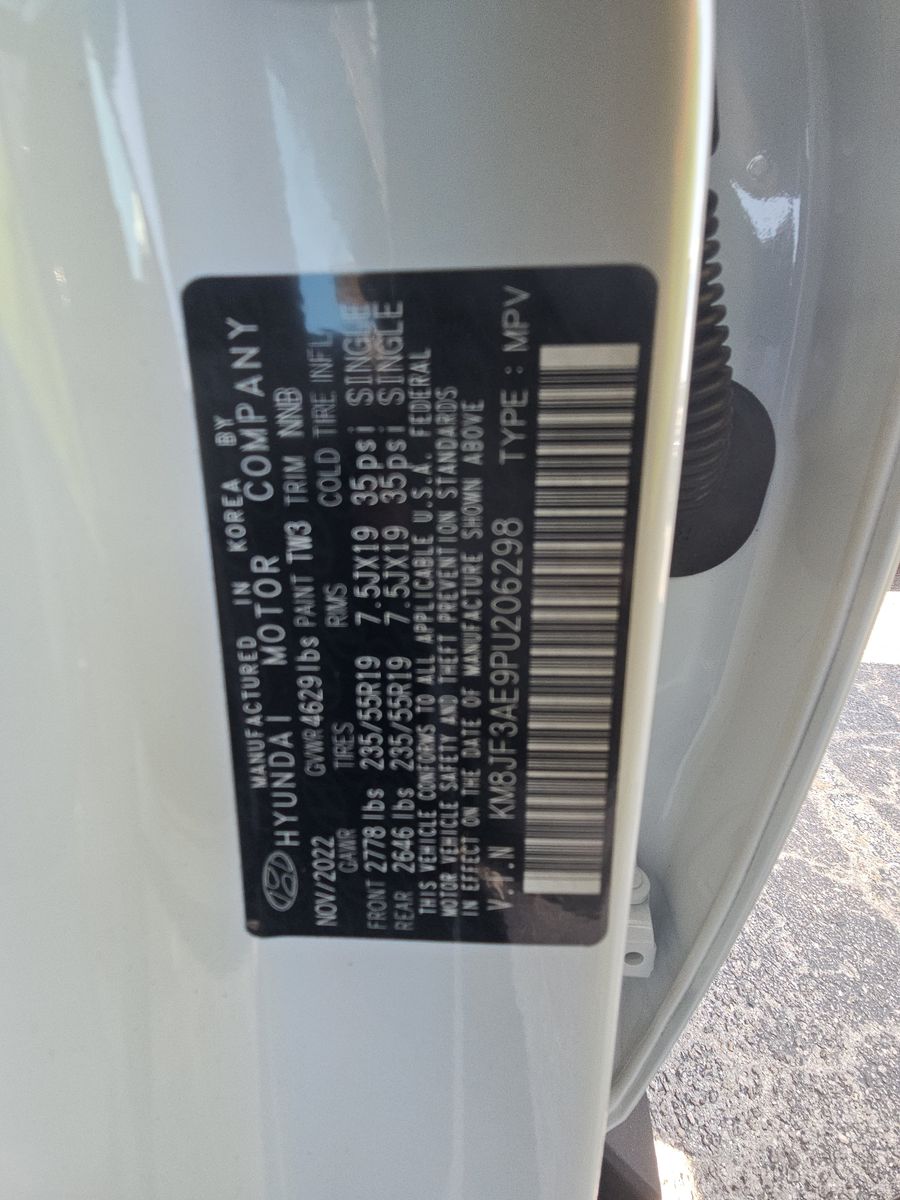 MANUFACTURED IN KOREA BY
HYUNDAI MOTOR COMPANY
NOV/2022 GVWR 4629lbs PAINT TW3 TRIM NNB
GAWR TIRES RIMS COLD TIRE INFL
FRONT 2778 lbs 235/55R19 7.5JX19 35psi SINGLE
REAR 2646 lbs 235/55R19 7.5JX19 35psi SINGLE
THIS VEHICLE CONFORMS TO ALL APPLICABLE U.S.A. FEDERAL
MOTOR VEHICLE SAFETY AND THEFT PREVENTION STANDARDS
IN EFFECT ON THE DATE OF MANUFACTURE SHOWN ABOVE
V.I.N KM8JF3AE9PU206298 TYPE : MPV